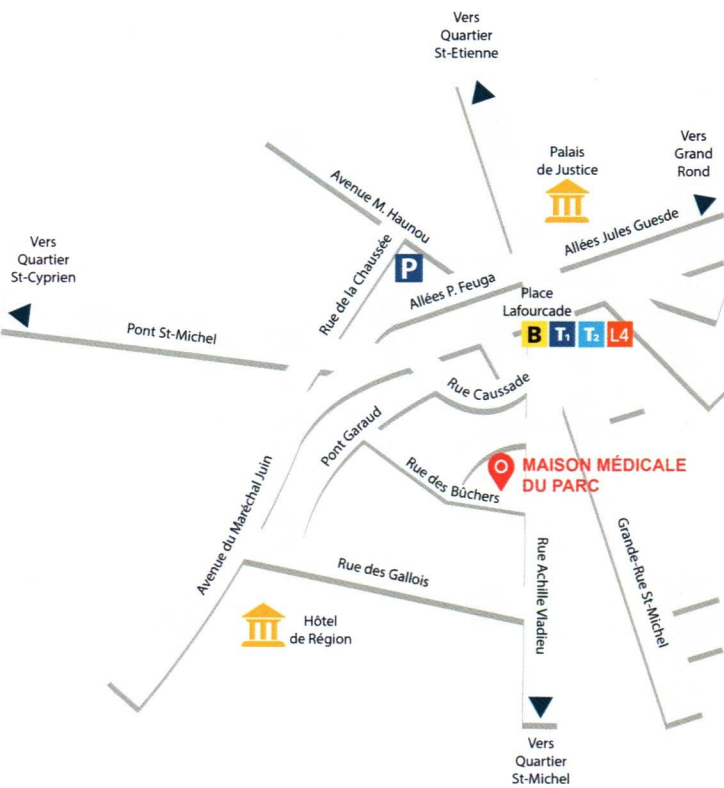 Vers
Quartier
St-Etienne
Palais
de Justice
Vers
Grand
Rond
Avenue M. Haunou
Allées Jules Guesde
Vers
Quartier
St-Cyprien
Rue de la Chaussée
P
Allées P. Feuga
Place
Lafourcade
B T1 T2 L4
Pont St-Michel
Rue Caussade
Pont Garaud
MAISON MÉDICALE
DU PARC
Rue des Bûchers
Avenue du Maréchal Juin
Grande-Rue St-Michel
Rue Achille Vladieu
Rue des Gallois
Hôtel
de Région
Vers
Quartier
St-Michel